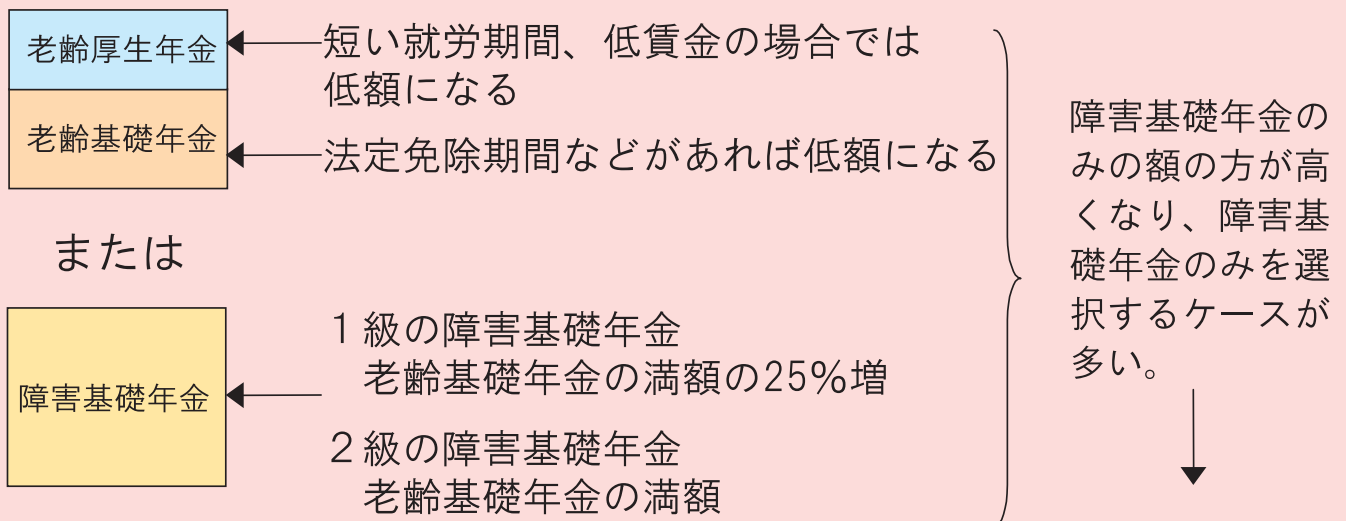 老齢厚生年金
短い就労期間、低賃金の場合では
低額になる
老齢基礎年金
法定免除期間などがあれば低額になる
または
障害基礎年金
1級の障害基礎年金
老齢基礎年金の満額の25%増
2級の障害基礎年金
老齢基礎年金の満額
障害基礎年金の
みの額の方が高
くなり、障害基
礎年金のみを選
択するケースが
多い。